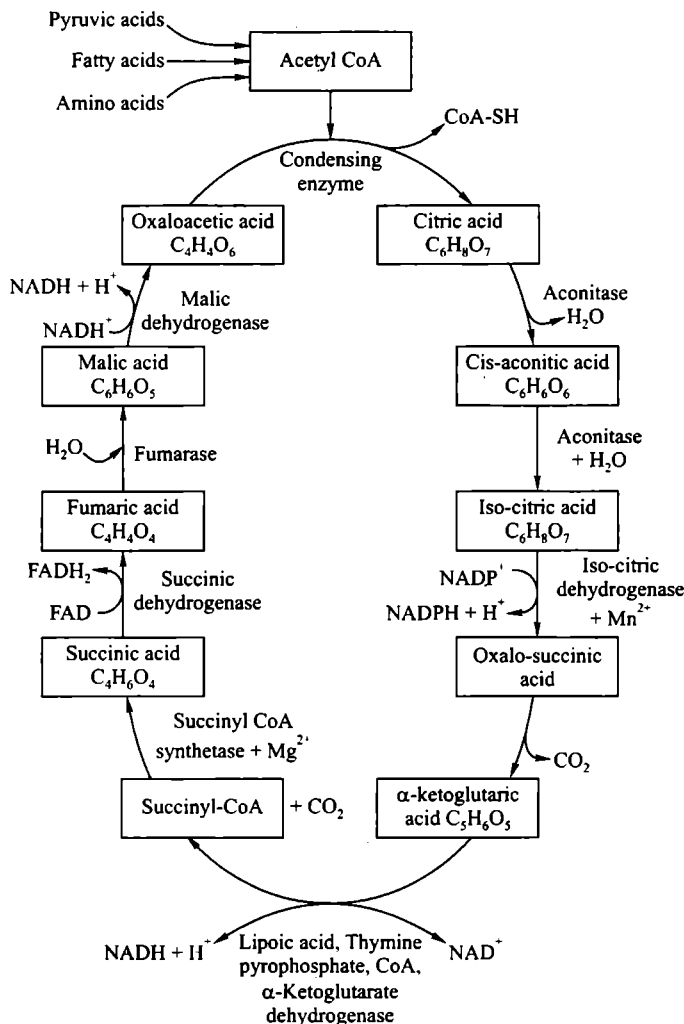 Pyruvic acids
Fatty acids
Amino acids
Acetyl CoA
CoA-SH
Condensing
enzyme
Oxaloacetic acid
C₄H₄O₆
Citric acid
C₆H₈O₇
NADH + H⁺
Malic
dehydrogenase
NADH⁺
Aconitase
H₂O
Malic acid
C₆H₆O₅
Cis-aconitic acid
C₆H₆O₆
H₂O
Fumarase
Aconitase
+ H₂O
Fumaric acid
C₄H₄O₄
Iso-citric acid
C₆H₈O₇
FADH₂
Succinic
dehydrogenase
FAD
NADP⁺
Iso-citric
dehydrogenase
NADPH + H⁺
+ Mn²⁺
Succinic acid
C₄H₆O₄
Oxalo-succinic
acid
Succinyl CoA
synthetase + Mg²⁺
CO₂
Succinyl-CoA
+ CO₂
α-ketoglutaric
acid C₅H₆O₅
NADH + H⁺
Lipoic acid, Thymine
pyrophosphate, CoA,
α-Ketoglutarate
dehydrogenase
NAD⁺